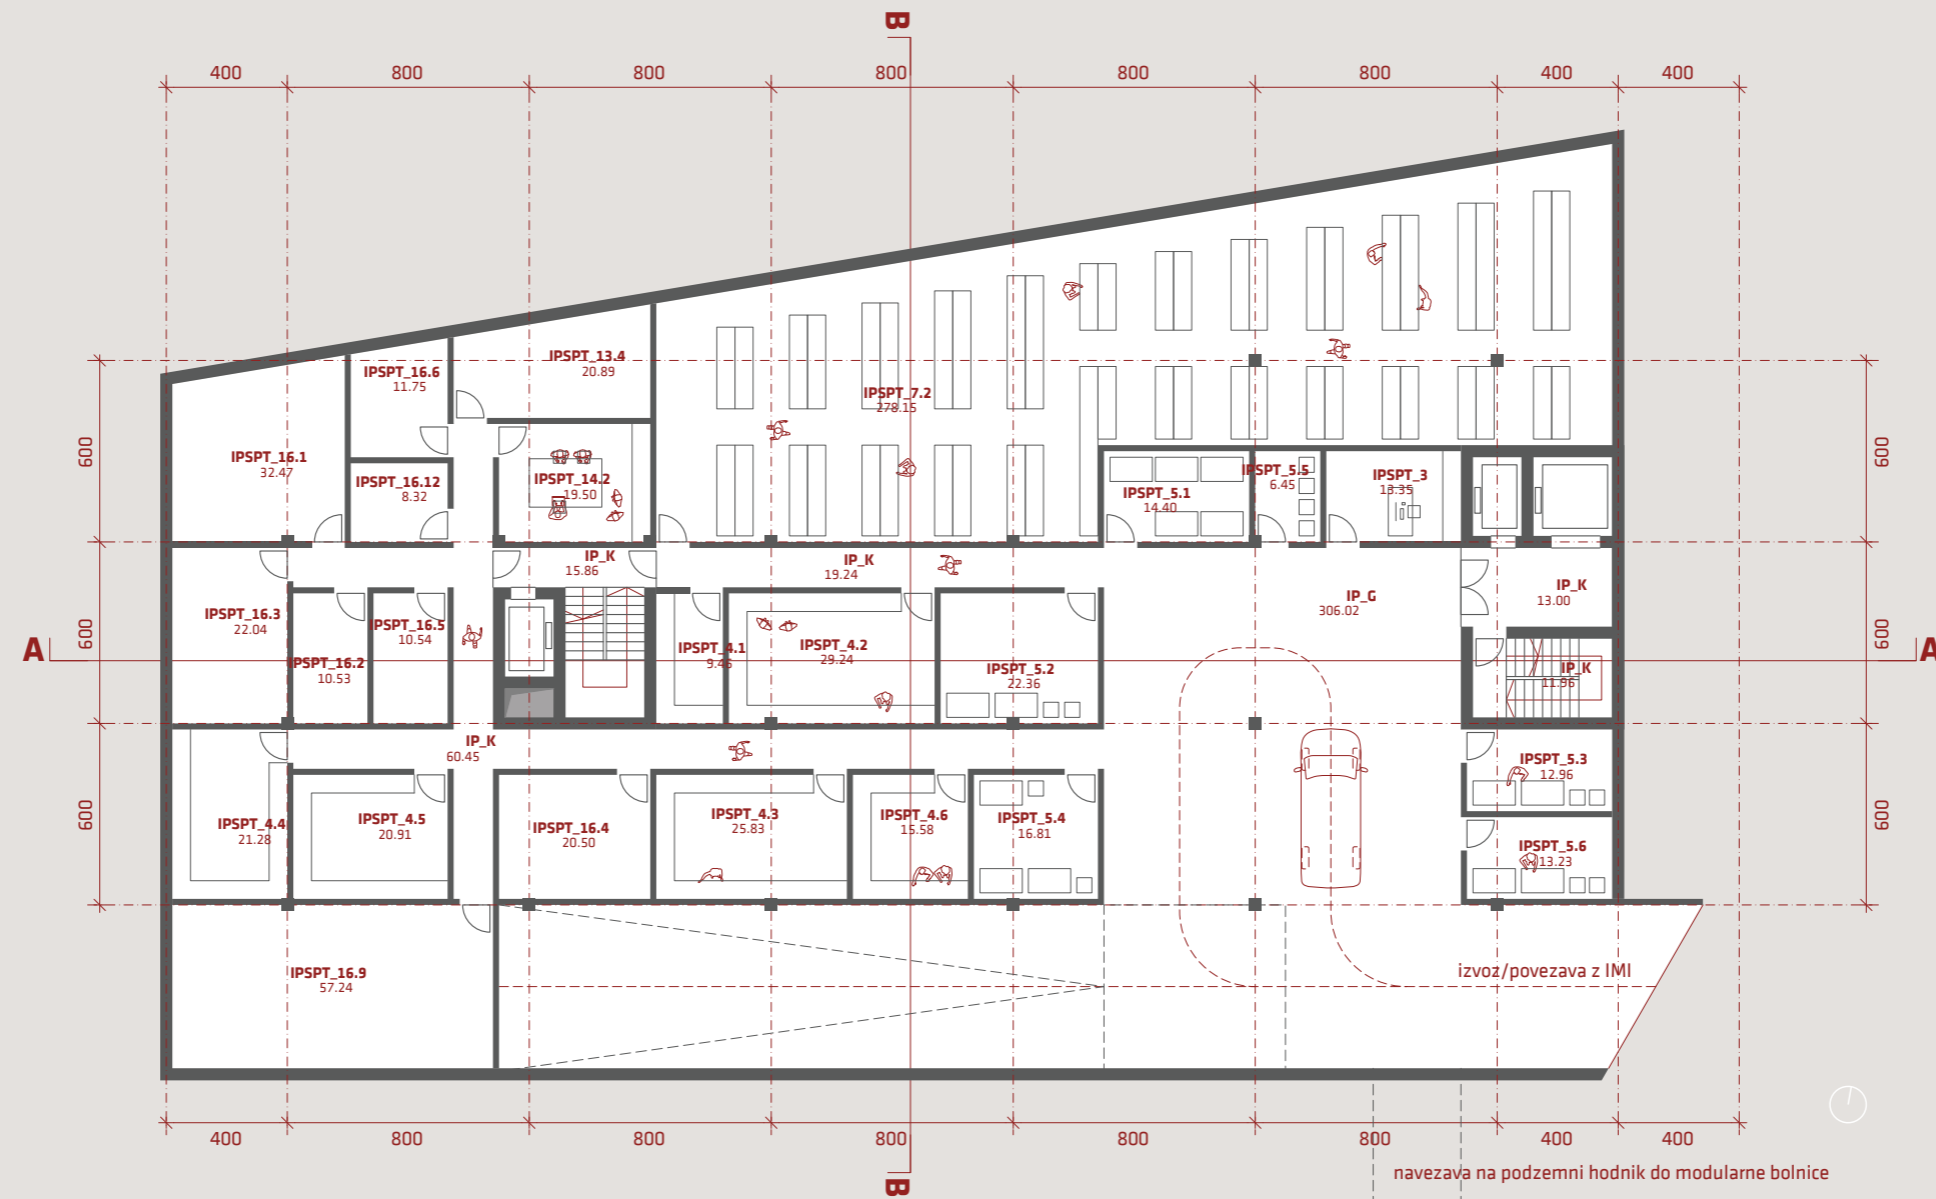 B
400 800 800 800 800 800 400 400
IPSPT_13.4
20.89
IPSPT_16.6
11.75
IPSPT_7.2
278.15
600
600
IPSPT_16.1
32.47
IPSPT_16.12
8.32
IPSPT_14.2
19.50
IPSPT_5.1
14.40
IPSPT_5.5
6.45
IPSPT_3
13.35
IP_K
15.86
IP_K
19.24
IP_G
306.02
IP_K
13.00
600
600
IPSPT_16.3
22.04
IPSPT_16.5
10.54
IPSPT_16.2
10.53
IPSPT_4.1
9.46
IPSPT_4.2
29.24
IPSPT_5.2
22.36
IP_K
11.96
A
A
IP_K
60.45
IPSPT_5.3
12.96
600
600
IPSPT_4.4
21.28
IPSPT_4.5
20.91
IPSPT_16.4
20.50
IPSPT_4.3
25.83
IPSPT_4.6
15.58
IPSPT_5.4
16.81
IPSPT_5.6
13.23
IPSPT_16.9
57.24
izvoz/povezava z IMI
400 800 800 800 800 800 400 400
navezava na podzemni hodnik do modularne bolnice
B